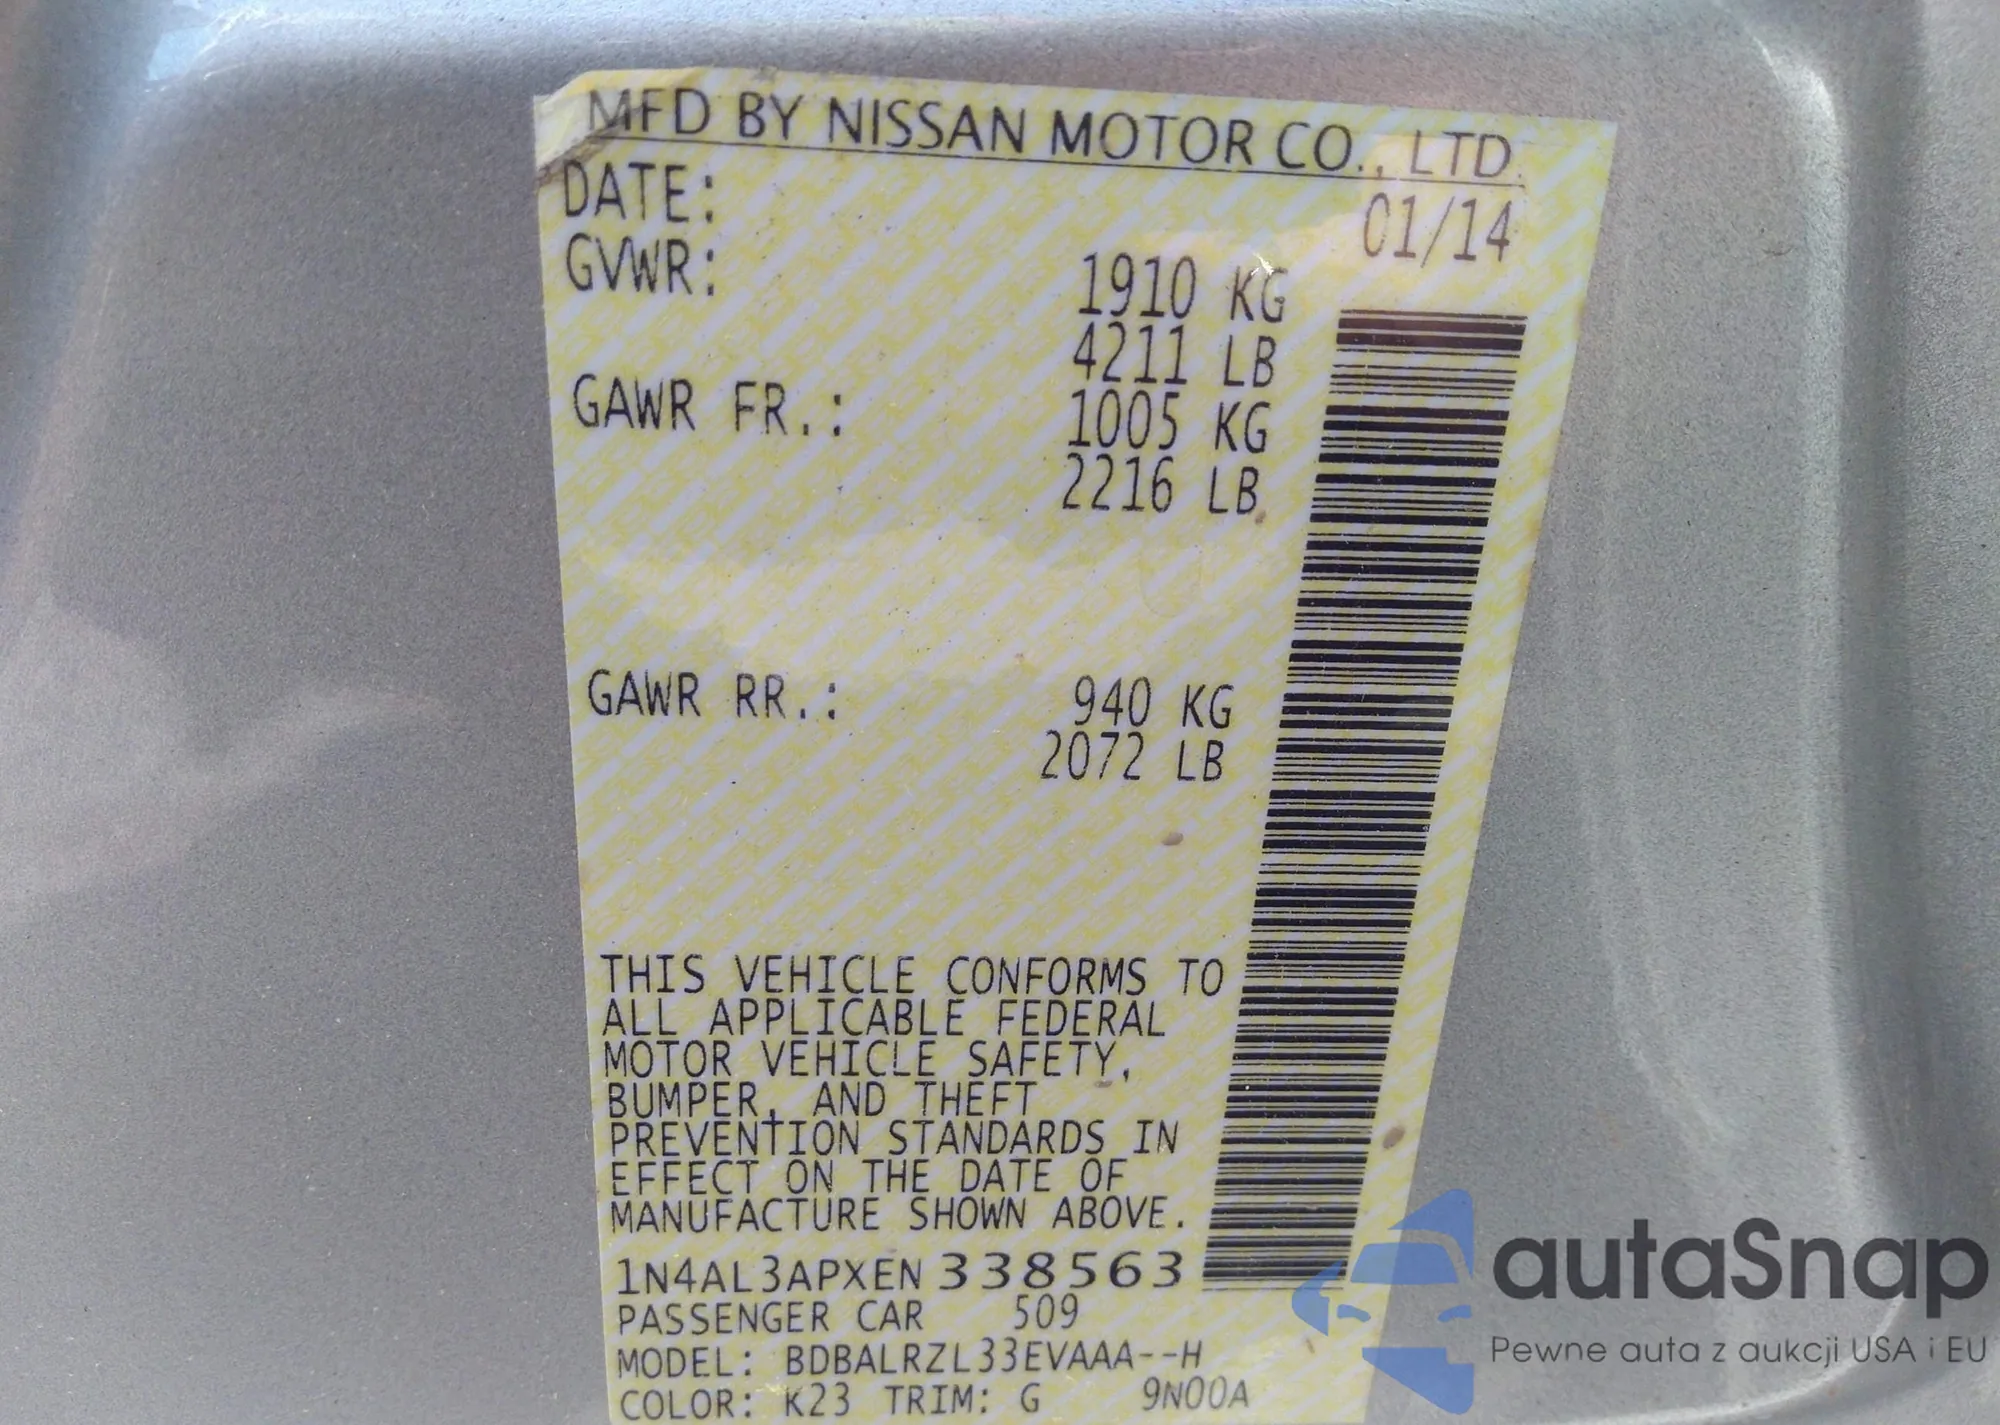 MFD BY NISSAN MOTOR CO., LTD.
DATE: 01/14
GVWR: 1910 KG
4211 LB
GAWR FR.: 1005 KG
2216 LB
GAWR RR.: 940 KG
2072 LB
THIS VEHICLE CONFORMS TO
ALL APPLICABLE FEDERAL
MOTOR VEHICLE SAFETY,
BUMPER, AND THEFT
PREVENTION STANDARDS IN
EFFECT ON THE DATE OF
MANUFACTURE SHOWN ABOVE.
1N4AL3APXEN338563
PASSENGER CAR 509
MODEL: BDBALRZL33EVAAA--H
COLOR: K23 TRIM: G 9N00A
autaSnap
Pewne auta z aukcji USA i EU